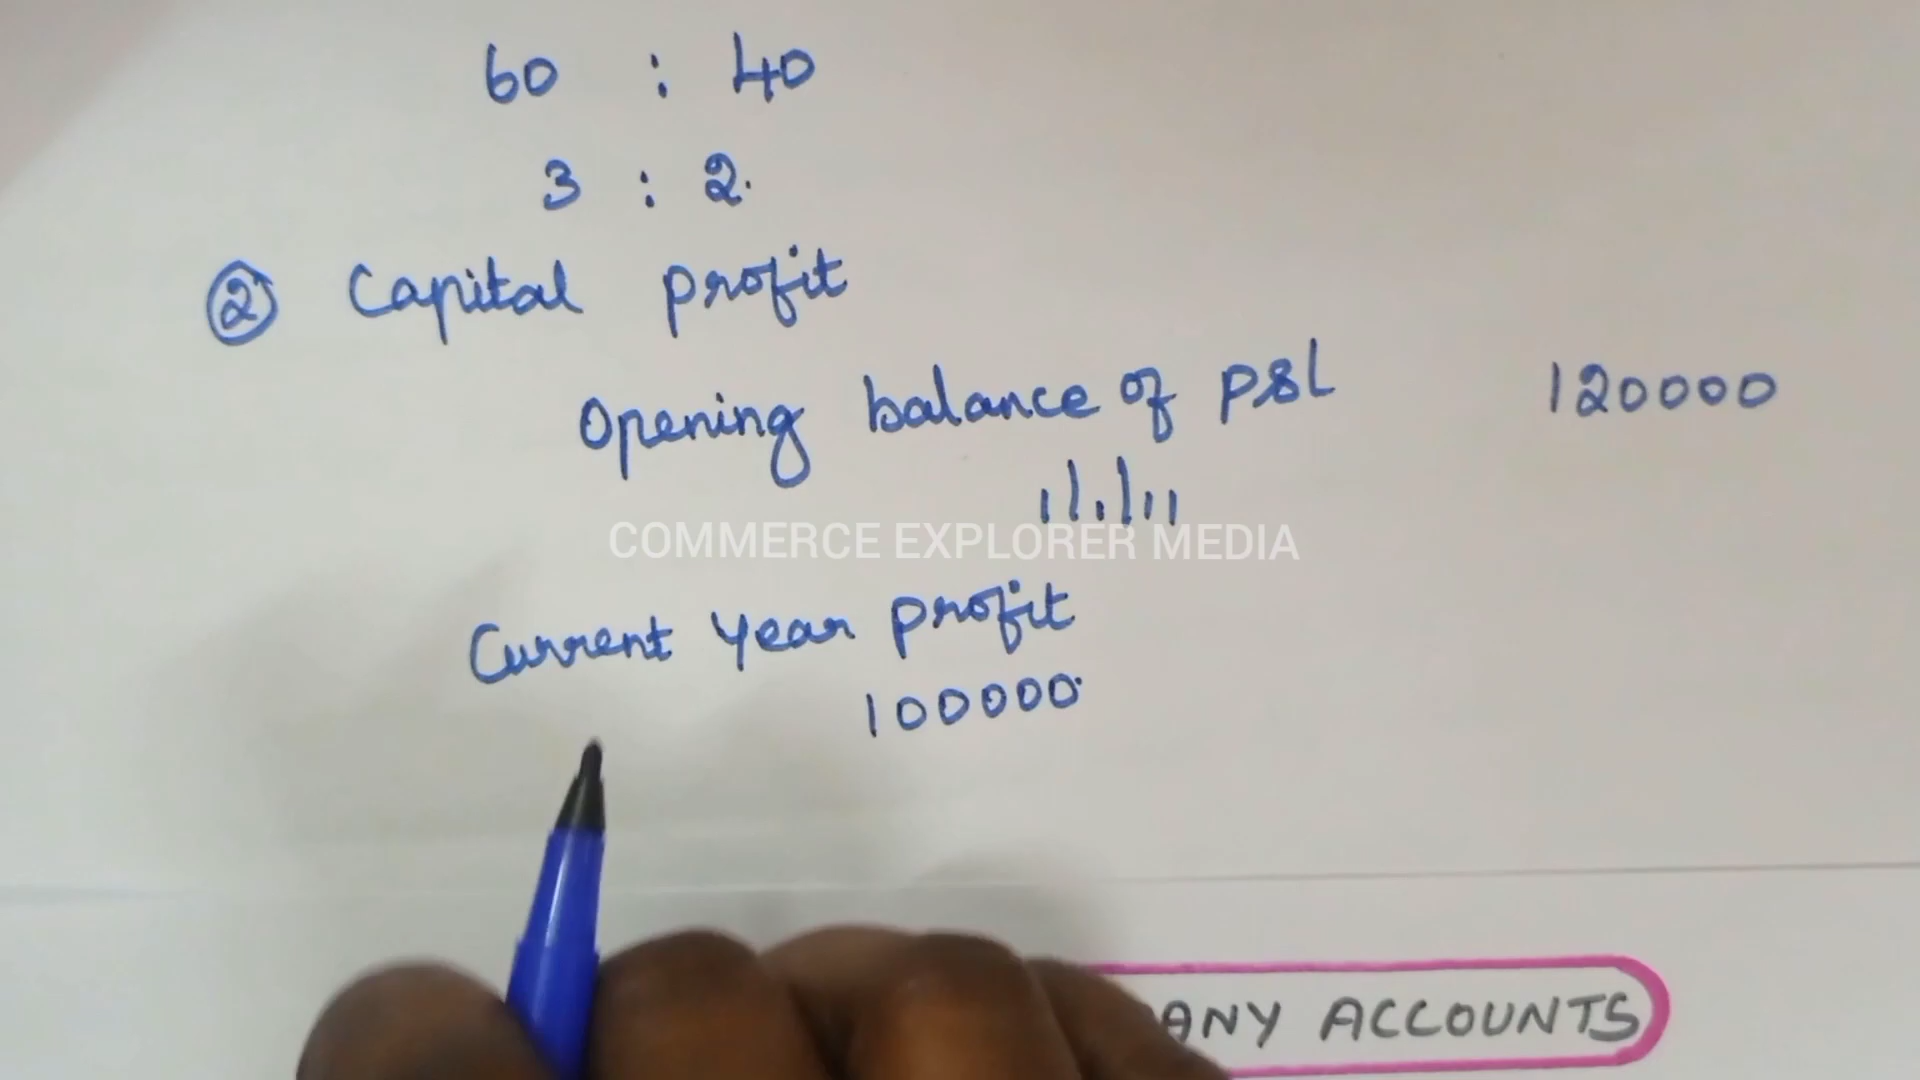 60 : 40
3 : 2.
② Capital profit
Opening balance of P&L 120000
1/1/11
COMMERCE EXPLORER MEDIA
Current year profit
100000
ANY ACCOUNTS